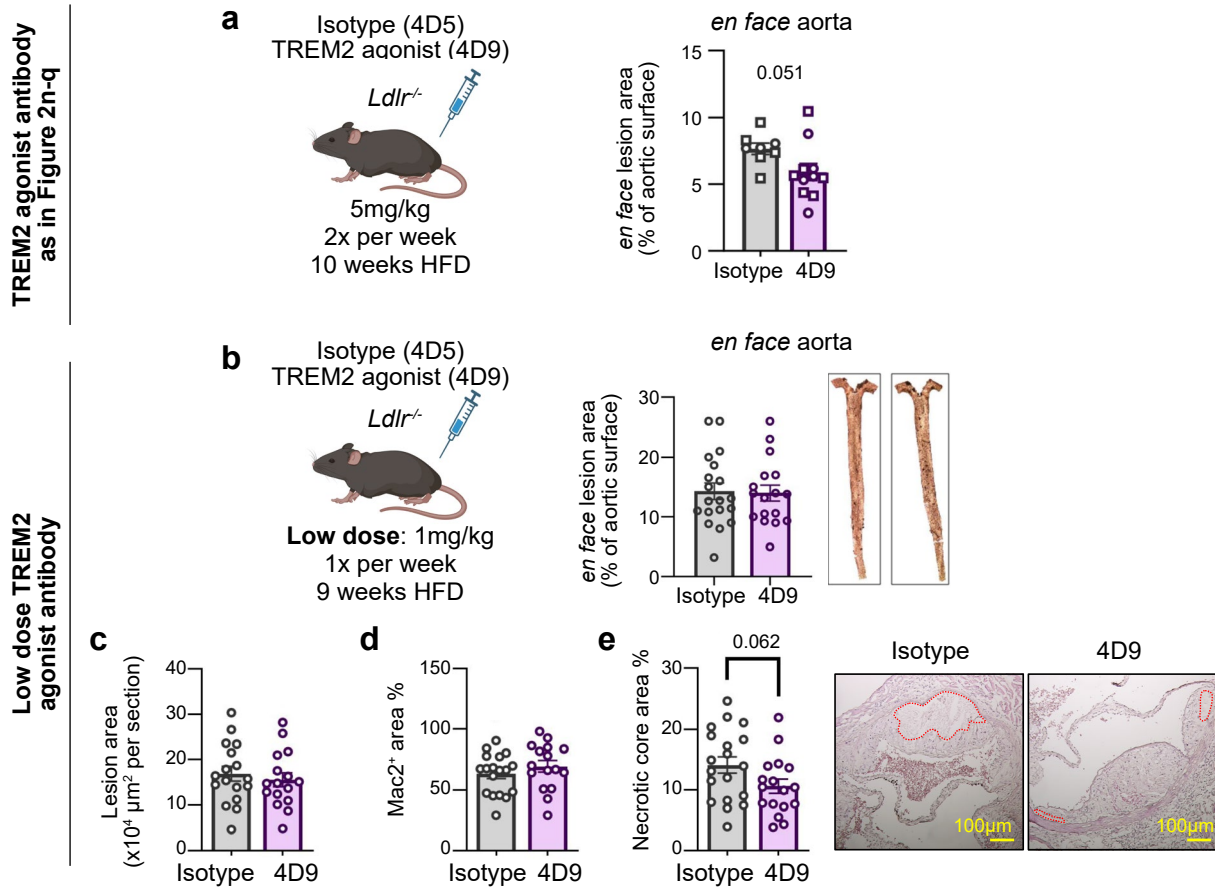 TREM2 agonist antibody
as in Figure 2n-q
a
Isotype (4D5)
TREM2 agonist (4D9)
Ldlr-/-
5mg/kg
2x per week
10 weeks HFD
en face aorta
en face lesion area
(% of aortic surface)
15
10
5
0
0.051
Isotype 4D9
Low dose TREM2
agonist antibody
b
Isotype (4D5)
TREM2 agonist (4D9)
Ldlr-/-
Low dose: 1mg/kg
1x per week
9 weeks HFD
en face aorta
en face lesion area
(% of aortic surface)
30
20
10
0
Isotype 4D9
c
Lesion area
(x10⁴ µm² per section)
40
30
20
10
0
Isotype 4D9
d
Mac2⁺ area %
150
100
50
0
Isotype 4D9
e
Necrotic core area %
30
20
10
0
0.062
Isotype 4D9
Isotype
4D9
100µm
100µm